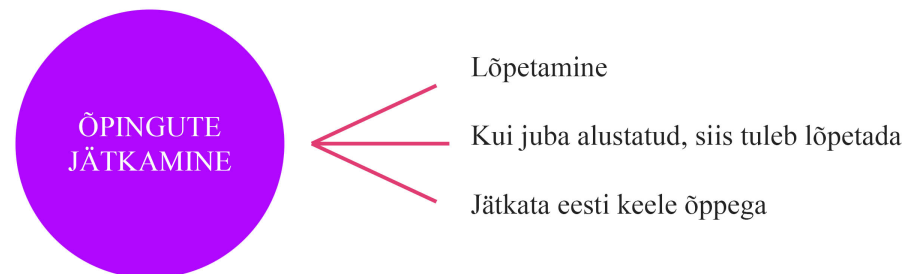 ÕPINGUTE
JÄTKAMINE
Lõpetamine
Kui juba alustatud, siis tuleb lõpetada
Jätkata eesti keele õppega